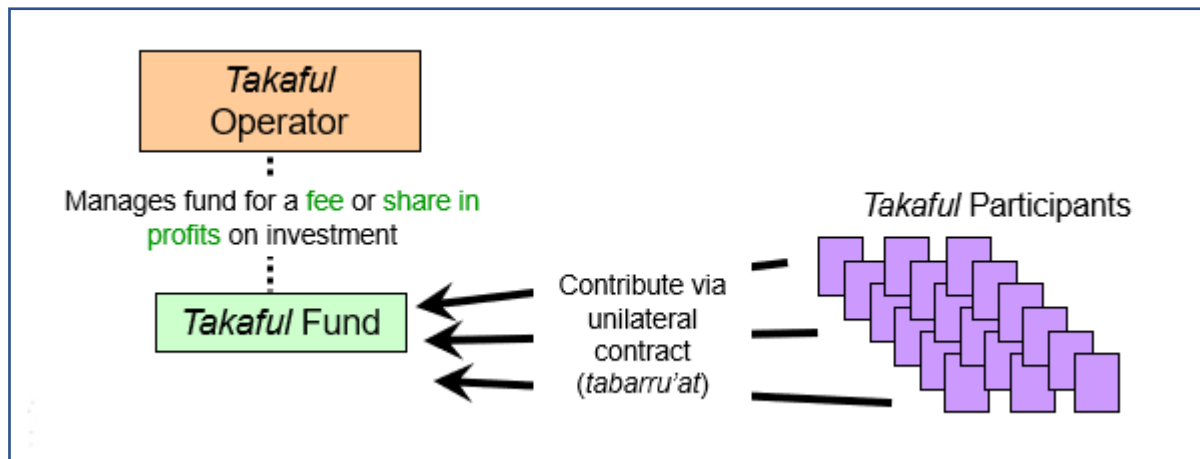 Takaful
Operator
Manages fund for a fee or share in
profits on investment
Takaful Fund
Contribute via
unilateral
contract
(tabarru’at)
Takaful Participants